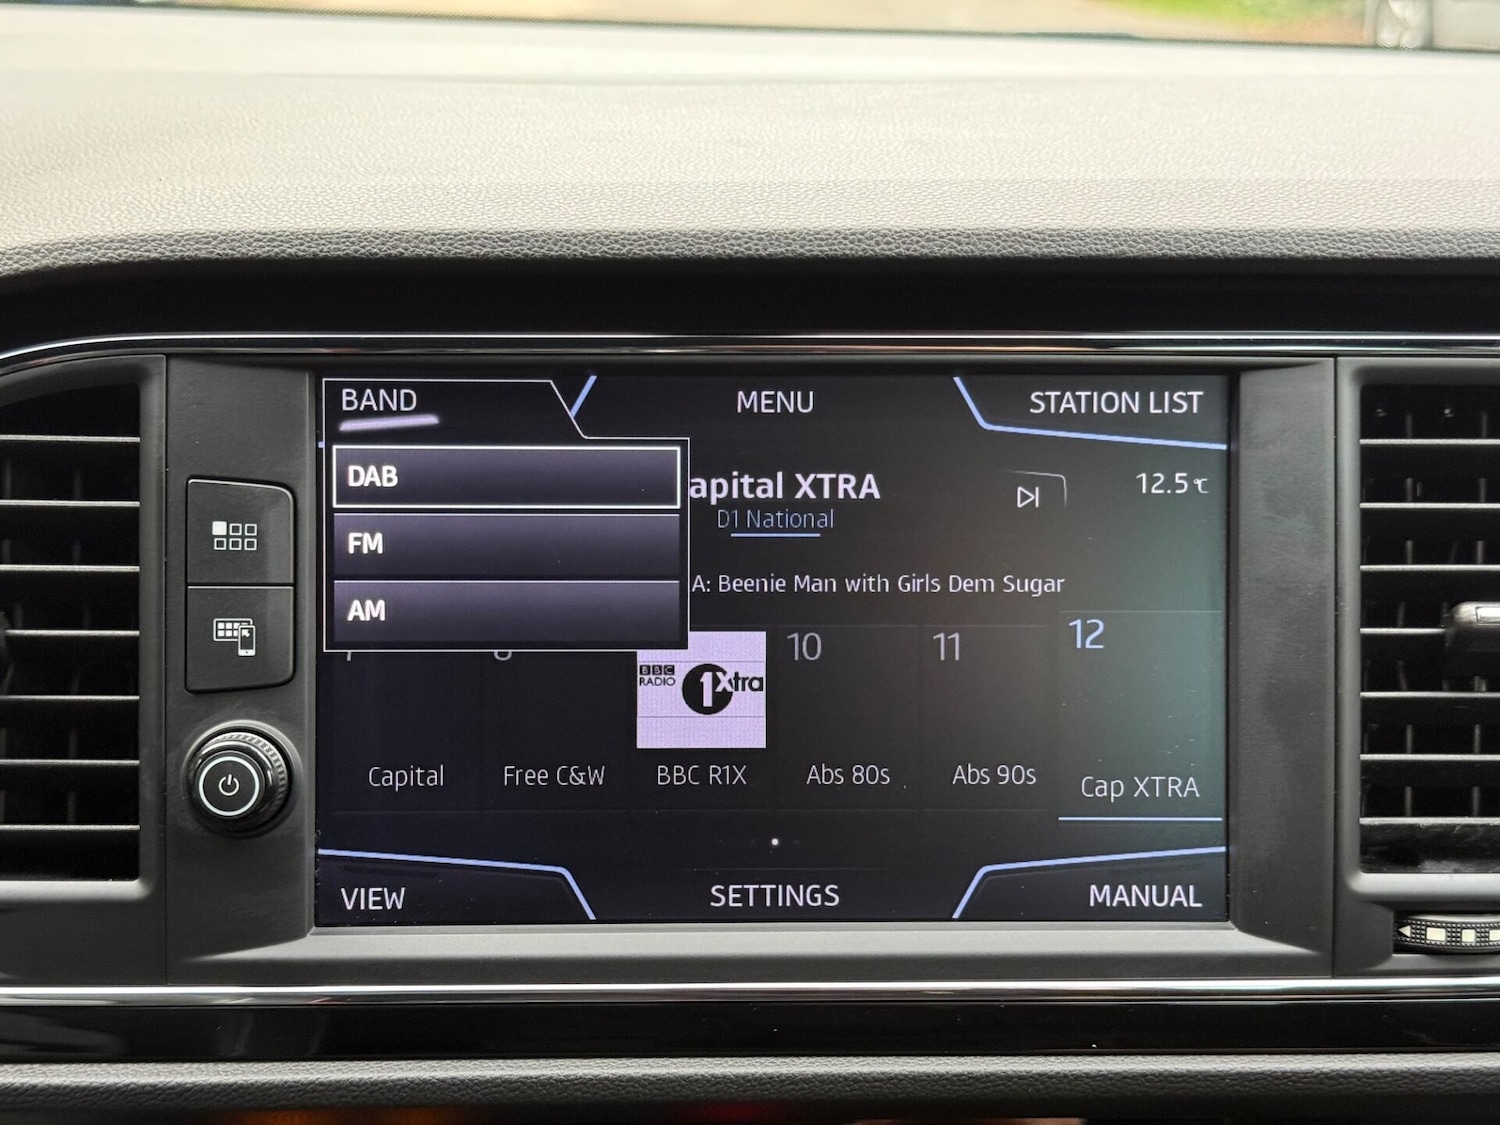 BAND
MENU
STATION LIST
DAB
FM
AM
apital XTRA
12.5°C
D1 National
A: Beenie Man with Girls Dem Sugar
10
11
12
BBC
RADIO
1Xtra
Capital
Free C&W
BBC R1X
Abs 80s
Abs 90s
Cap XTRA
VIEW
SETTINGS
MANUAL